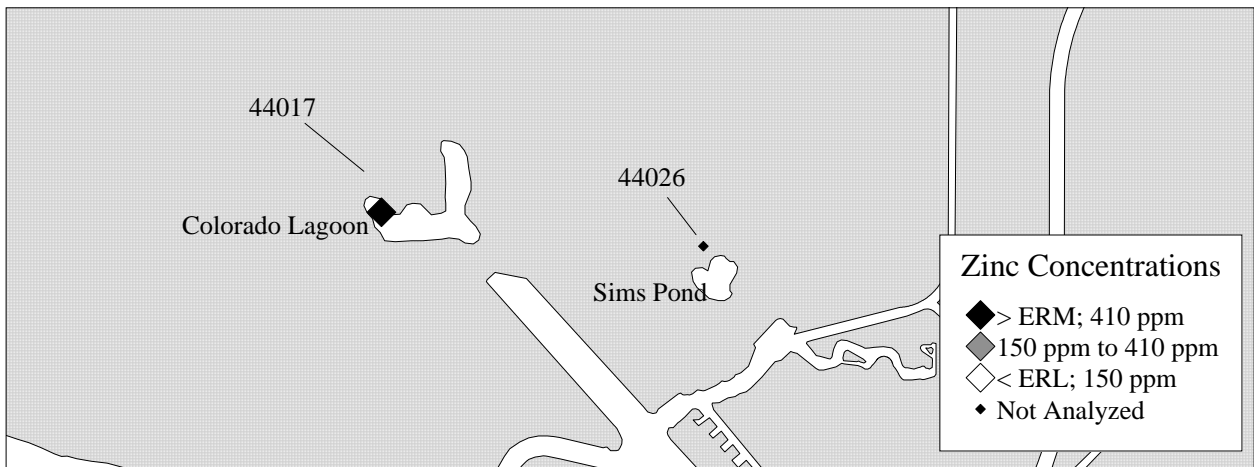 44017
44026
Colorado Lagoon
Sims Pond
Zinc Concentrations
> ERM; 410 ppm
150 ppm to 410 ppm
< ERL; 150 ppm
Not Analyzed